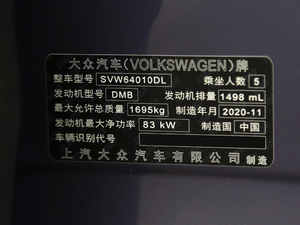 大众汽车(VOLKSWAGEN)牌
整车型号 SVW64010DL 乘坐人数 5
发动机型号 DMB 发动机排量 1498 mL
最大允许总质量 1695kg 制造年月 2020-11
发动机最大净功率 83 kW 制造国 中国
车辆识别代号
上汽大众汽车有限公司 制造